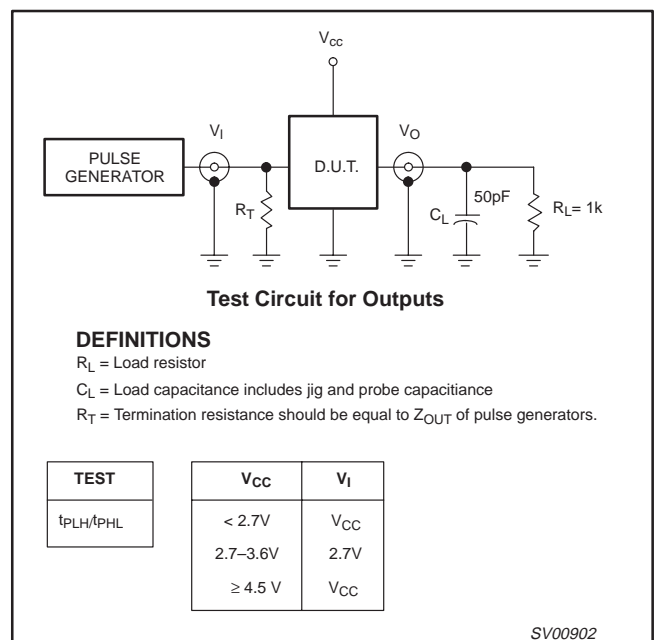 Vcc
VI
VO
PULSE
GENERATOR
D.U.T.
50pF
RT
CL
RL= 1k
Test Circuit for Outputs
DEFINITIONS
RL = Load resistor
CL = Load capacitance includes jig and probe capacitiance
RT = Termination resistance should be equal to ZOUT of pulse generators.
TEST
tPLH/tPHL
VCC VI
< 2.7V VCC
2.7–3.6V 2.7V
≥ 4.5 V VCC
SV00902